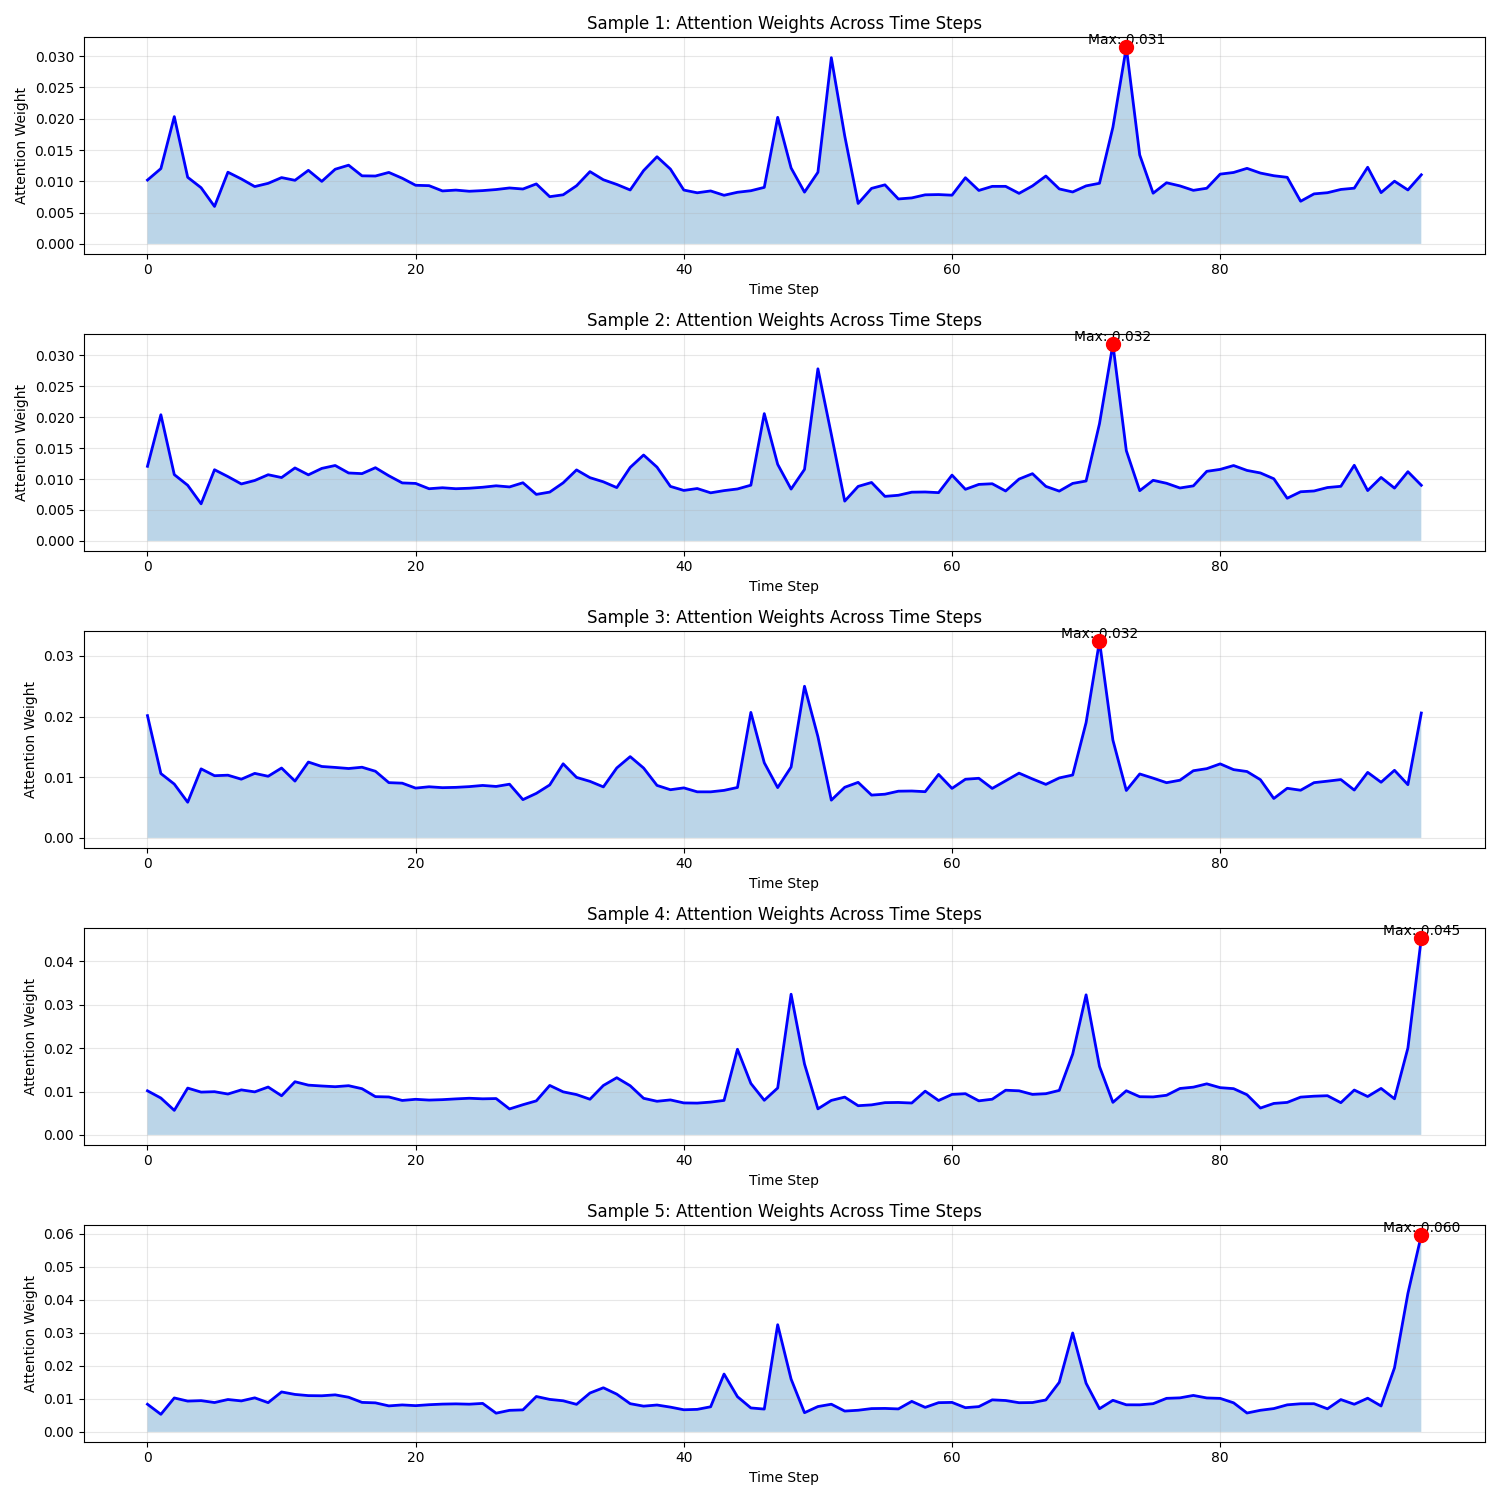 Sample 1: Attention Weights Across Time Steps
Max: 0.031
0.030
0.025
0.020
0.015
0.010
0.005
0.000
Attention Weight
0 20 40 60 80
Time Step
Sample 2: Attention Weights Across Time Steps
Max: 0.032
0.030
0.025
0.020
0.015
0.010
0.005
0.000
Attention Weight
0 20 40 60 80
Time Step
Sample 3: Attention Weights Across Time Steps
Max: 0.032
0.03
0.02
0.01
0.00
Attention Weight
0 20 40 60 80
Time Step
Sample 4: Attention Weights Across Time Steps
Max: 0.045
0.04
0.03
0.02
0.01
0.00
Attention Weight
0 20 40 60 80
Time Step
Sample 5: Attention Weights Across Time Steps
Max: 0.060
0.06
0.05
0.04
0.03
0.02
0.01
0.00
Attention Weight
0 20 40 60 80
Time Step